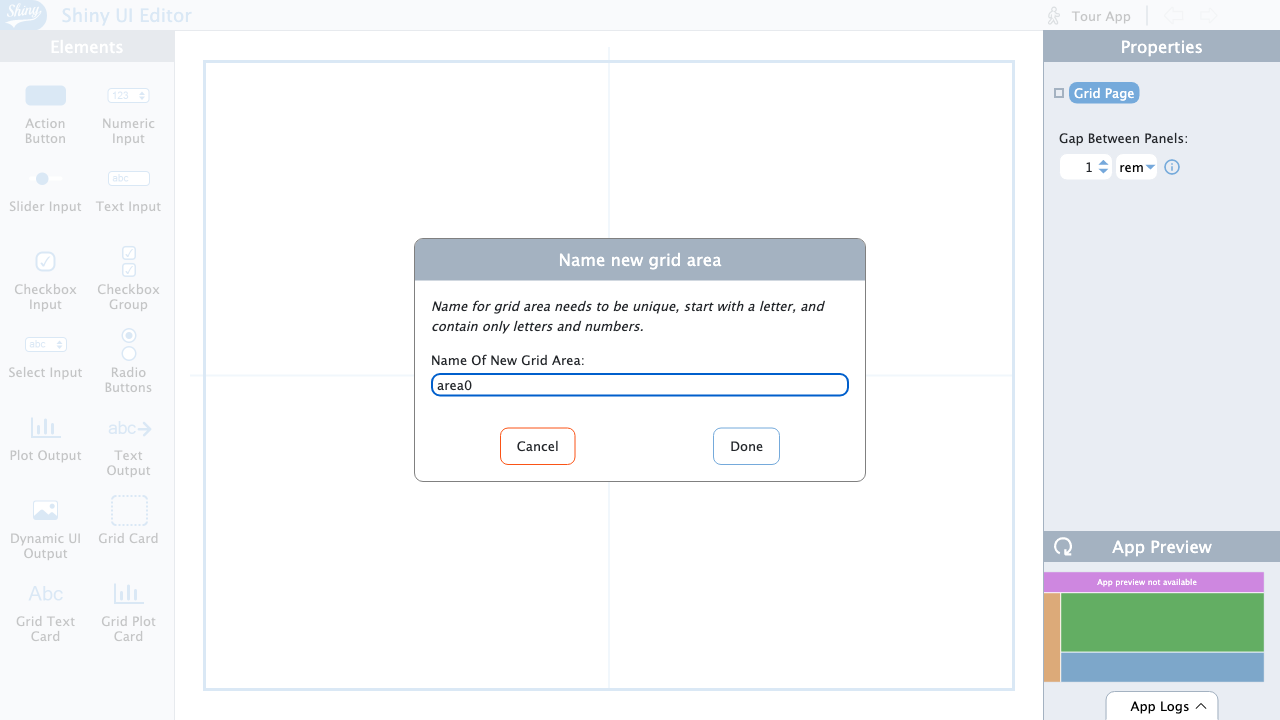 Shiny
Shiny UI Editor
Tour App
Elements
Properties
Action
Button
123
Numeric
Input
Slider Input
abc
Text Input
Checkbox
Input
Checkbox
Group
abc
Select Input
Radio
Buttons
Plot Output
abc
Text
Output
Dynamic UI
Output
Grid Card
Abc
Grid Text
Card
Grid Plot
Card
Name new grid area
Name for grid area needs to be unique, start with a letter, and
contain only letters and numbers.
Name Of New Grid Area:
area0
Cancel
Done
Grid Page
Gap Between Panels:
1 rem
App Preview
App preview not available
App Logs